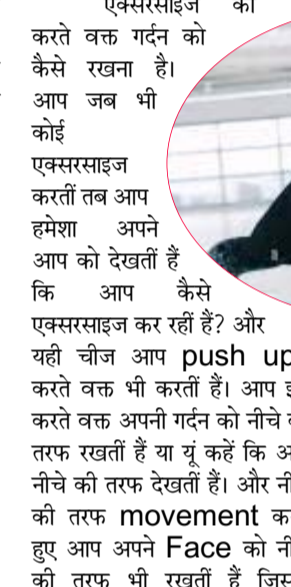 एक्सरसाइज को
करते वक्त गर्दन को
कैसे रखना है।
आप जब भी
कोई
एक्सरसाइज
करतीं तब आप
हमेशा अपने
आप को देखतीं हैं
कि आप कैसे
एक्सरसाइज कर रहीं हैं? और
यही चीज आप push up
करते वक्त भी करतीं हैं। आप
करते वक्त अपनी गर्दन को नीचे
तरफ रखतीं हैं या यूं कहें कि
नीचे की तरफ देखतीं हैं। और
की तरफ movement
हुए आप अपने Face को
की तरफ भी रखतीं हैं